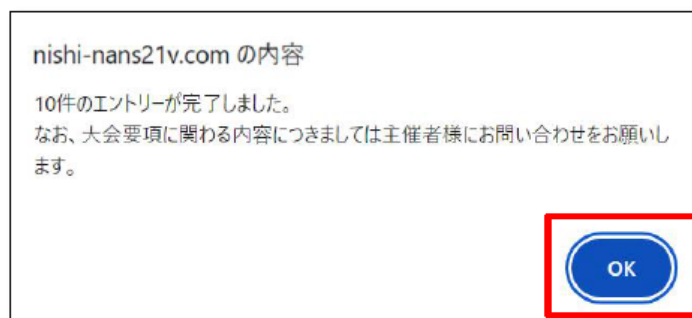 nishi-nans21v.com の内容
10件のエントリーが完了しました。
なお、大会要項に関わる内容につきましては主催者様にお問い合わせをお願いし
ます。
OK